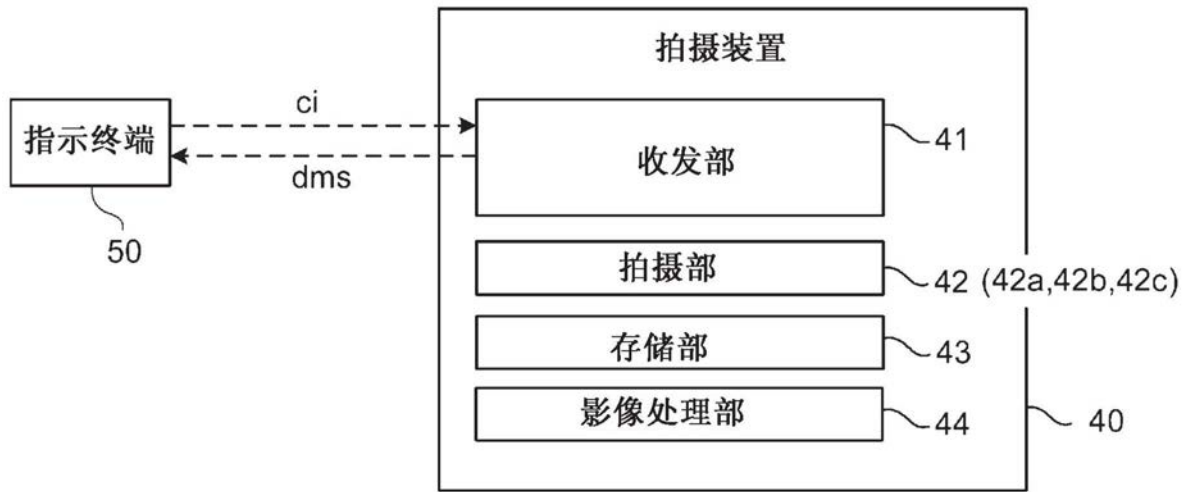 拍摄装置
ci
指示终端
收发部
41
dms
50
拍摄部
42 (42a,42b,42c)
存储部
43
影像处理部
44
40